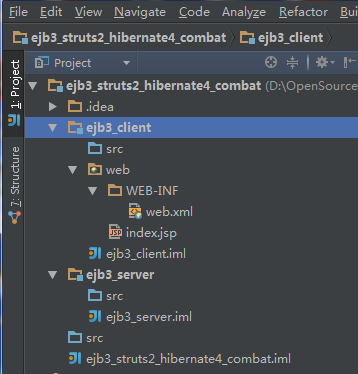 File Edit View Navigate Code Analyze Refactor Build
ejb3_struts2_hibernate4_combat ejb3_client
Project
1: Project
7: Structure
ejb3_struts2_hibernate4_combat (D:\OpenSource
.idea
ejb3_client
src
web
WEB-INF
web.xml
index.jsp
ejb3_client.iml
ejb3_server
src
ejb3_server.iml
src
ejb3_struts2_hibernate4_combat.iml